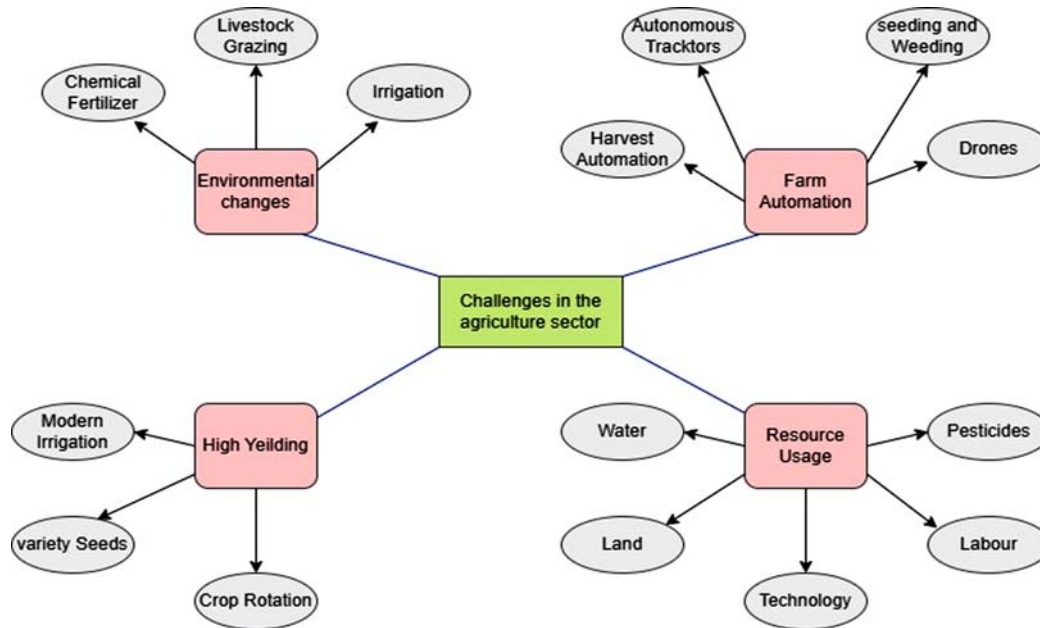 Livestock
Grazing
Chemical
Fertilizer
Irrigation
Environmental
changes
Autonomous
Tracktors
seeding and
Weeding
Harvest
Automation
Drones
Farm
Automation
Challenges in the
agriculture sector
Modern
Irrigation
High Yeilding
variety Seeds
Crop Rotation
Water
Resource
Usage
Pesticides
Land
Labour
Technology